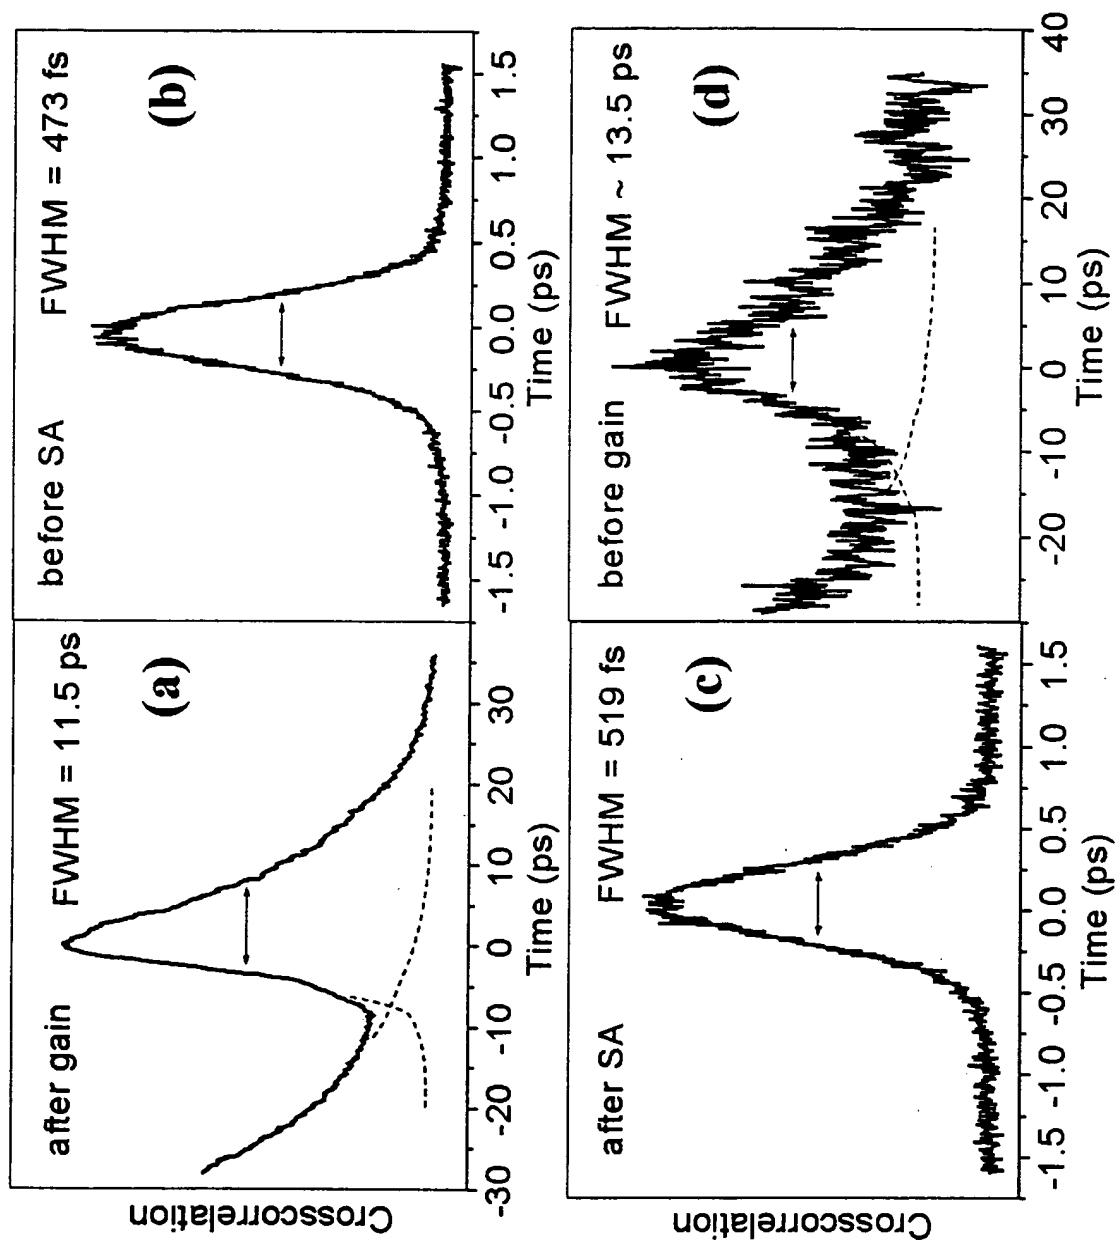 after gain
FWHM = 11.5 ps
(a)
-30 -20 -10 0 10 20 30
Time (ps)
Crosscorrelation
before SA
FWHM = 473 fs
(b)
-1.5 -1.0 -0.5 0.0 0.5 1.0 1.5
Time (ps)
after SA
FWHM = 519 fs
(c)
-1.5 -1.0 -0.5 0.0 0.5 1.0 1.5
Time (ps)
Crosscorrelation
before gain
FWHM ~ 13.5 ps
(d)
-20 -10 0 10 20 30 40
Time (ps)